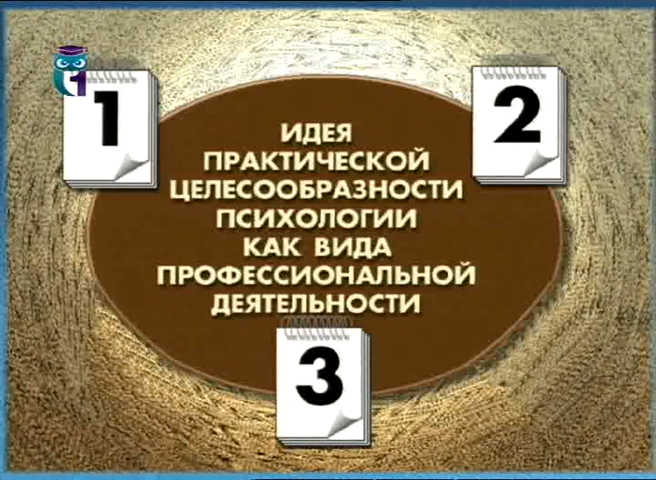 1
2
ИДЕЯ
ПРАКТИЧЕСКОЙ
ЦЕЛЕСООБРАЗНОСТИ
ПСИХОЛОГИИ
КАК ВИДА
ПРОФЕССИОНАЛЬНОЙ
ДЕЯТЕЛЬНОСТИ
3